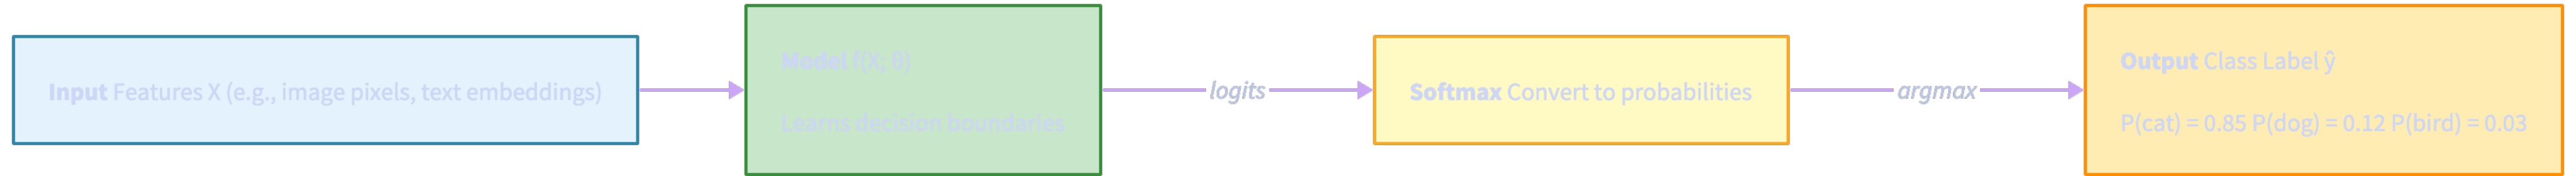 Input Features X (e.g., image pixels, text embeddings)
Model f(X; θ)
Learns decision boundaries
logits
Softmax Convert to probabilities
argmax
Output Class Label ŷ
P(cat) = 0.85 P(dog) = 0.12 P(bird) = 0.03